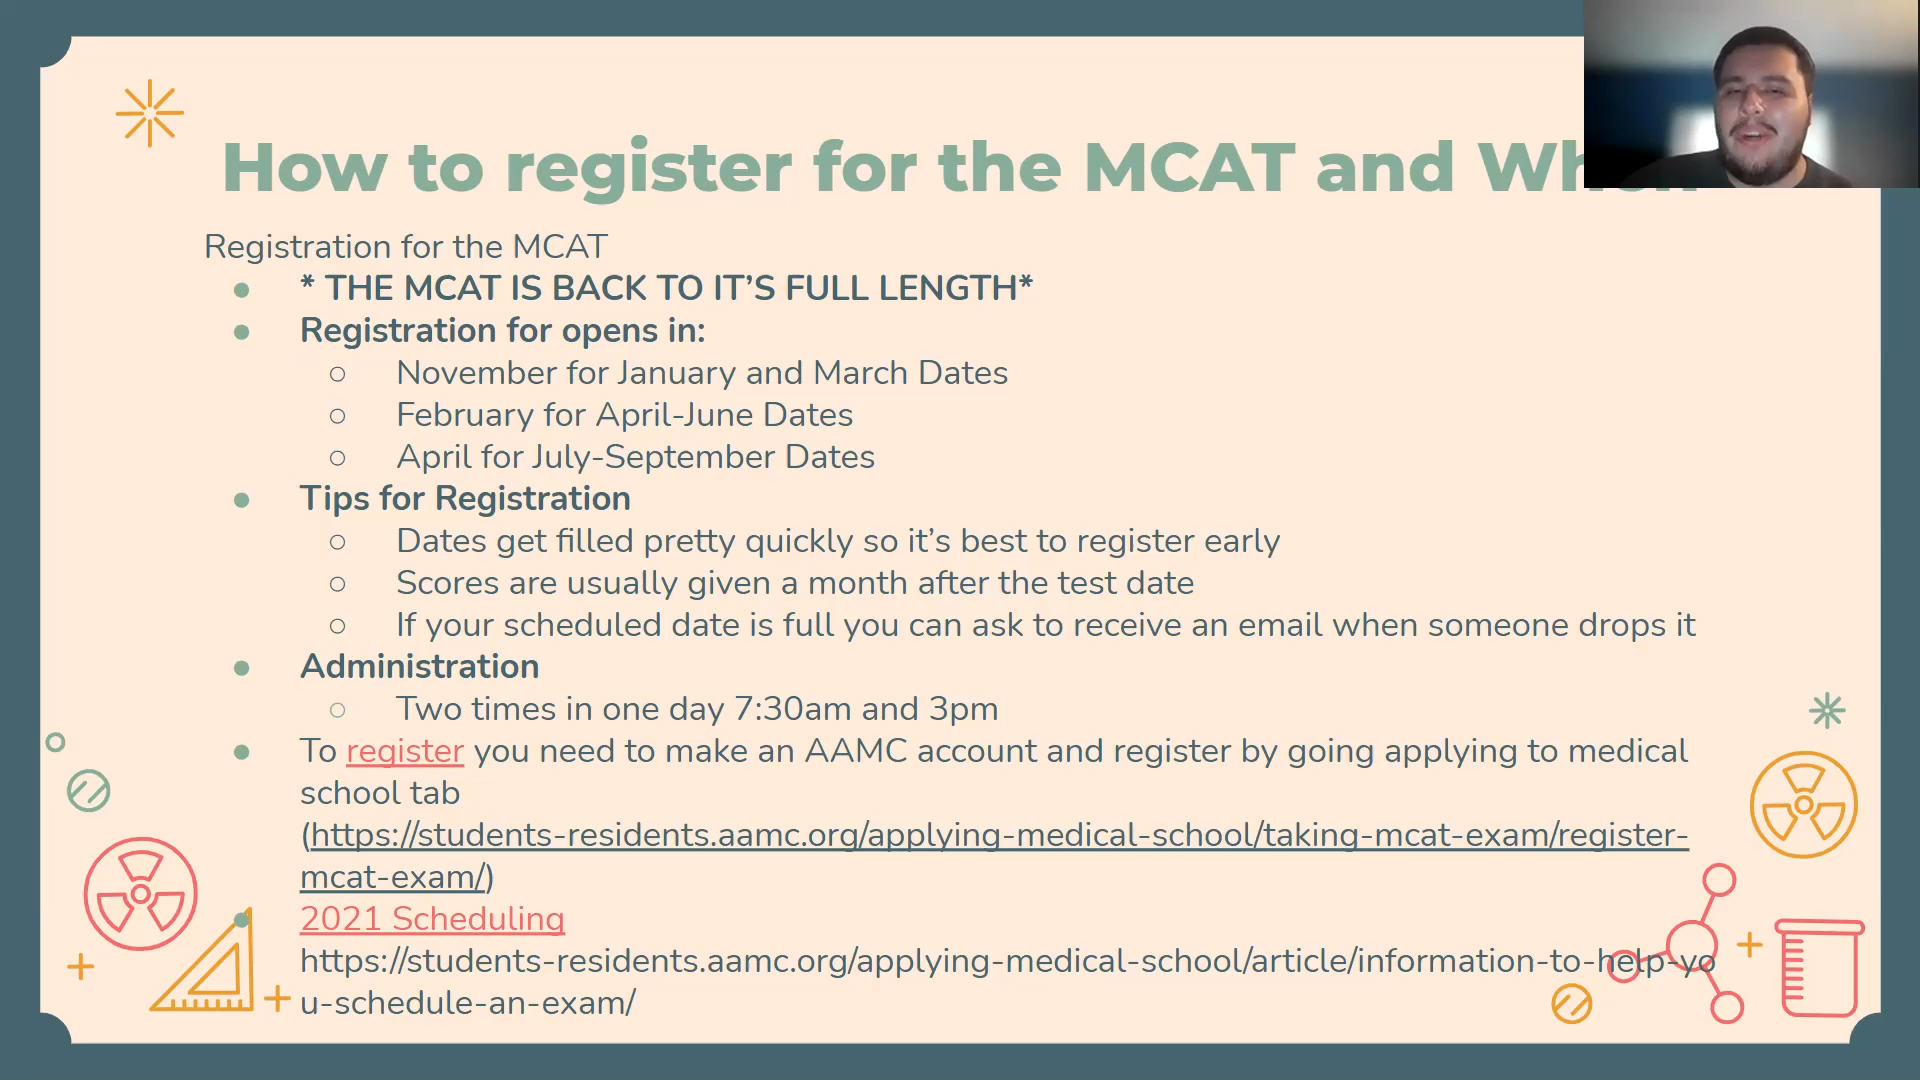 How to register for the MCAT and When
Registration for the MCAT
* THE MCAT IS BACK TO IT’S FULL LENGTH*
Registration for opens in:
November for January and March Dates
February for April-June Dates
April for July-September Dates
Tips for Registration
Dates get filled pretty quickly so it’s best to register early
Scores are usually given a month after the test date
If your scheduled date is full you can ask to receive an email when someone drops it
Administration
Two times in one day 7:30am and 3pm
To register you need to make an AAMC account and register by going applying to medical
school tab
(https://students-residents.aamc.org/applying-medical-school/taking-mcat-exam/register-
mcat-exam/)
2021 Scheduling
https://students-residents.aamc.org/applying-medical-school/article/information-to-help-yo
u-schedule-an-exam/